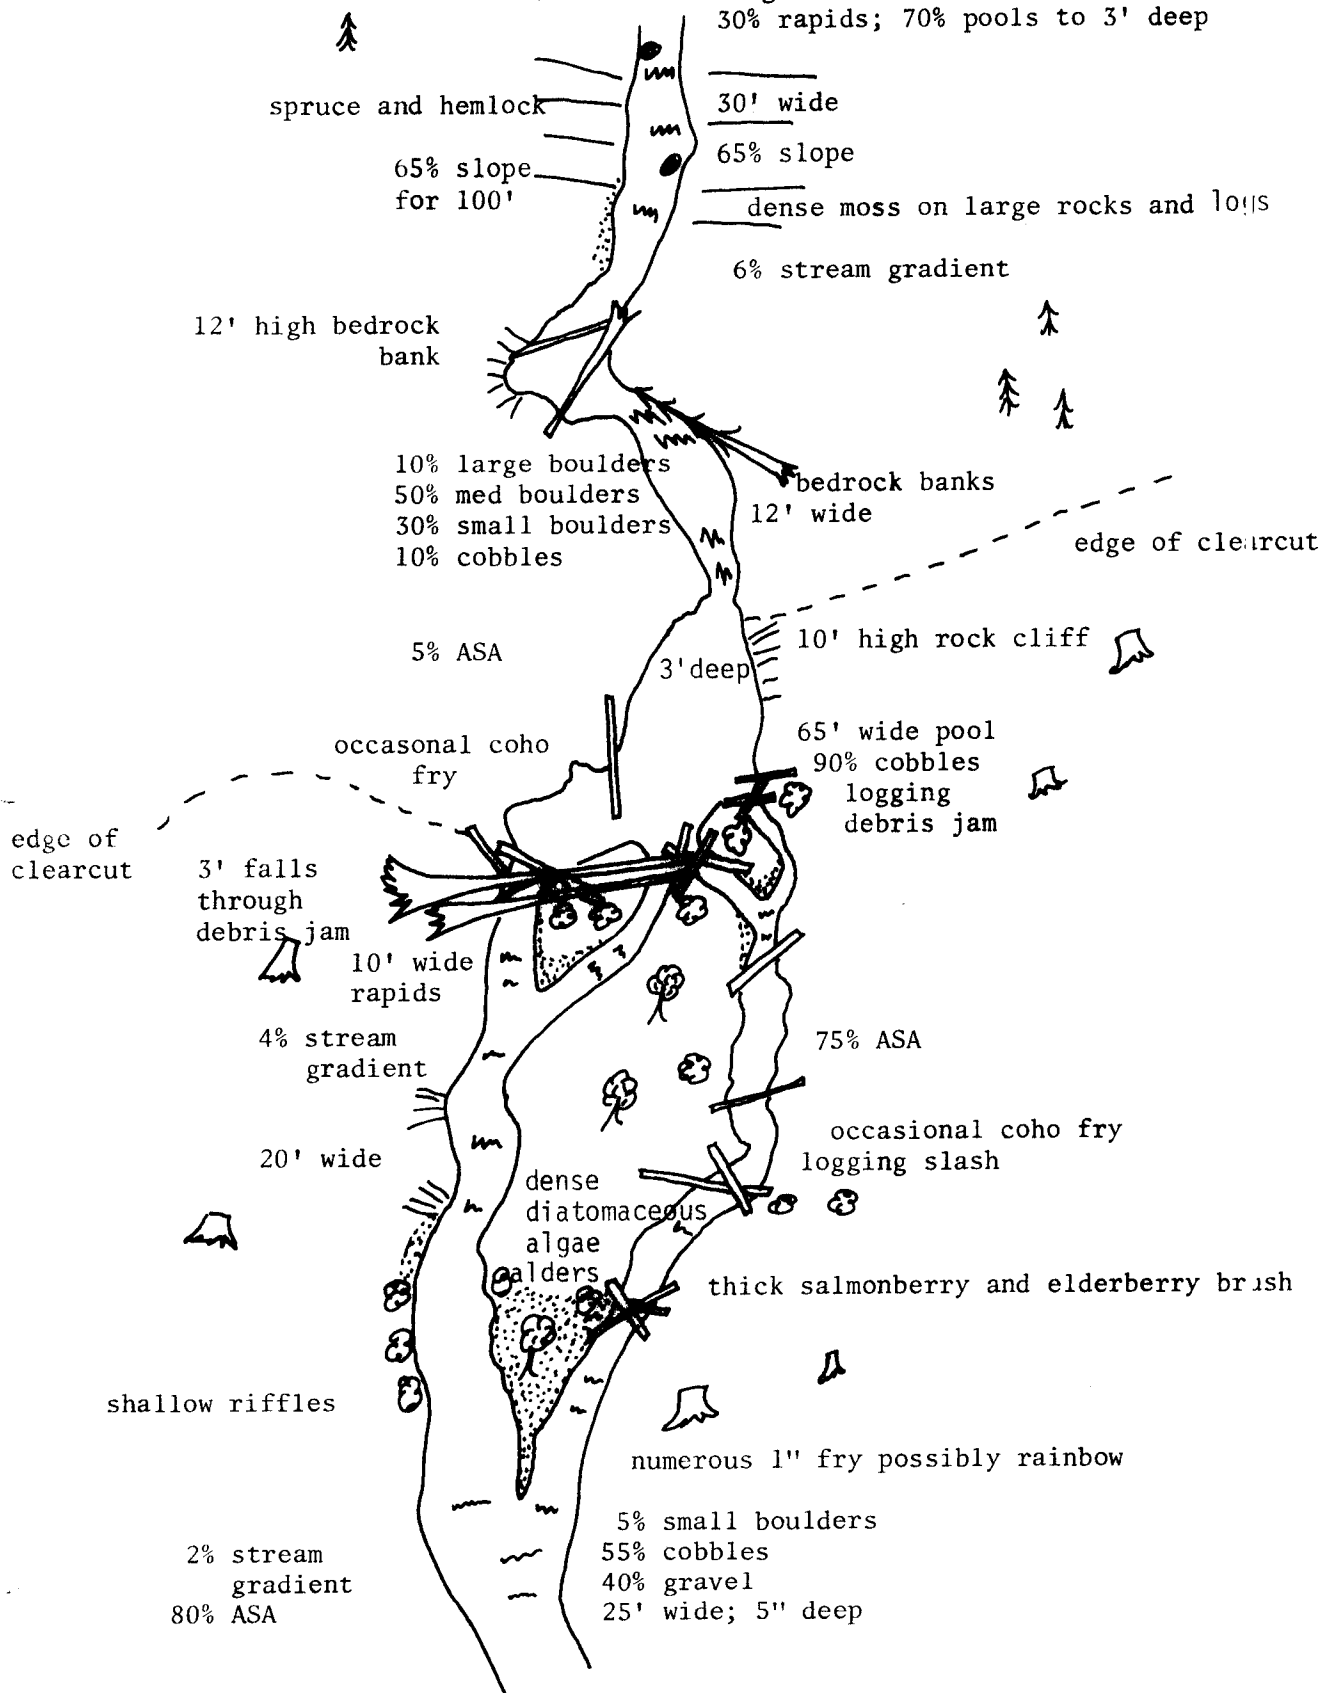 30% rapids; 70% pools to 3' deep
spruce and hemlock
30' wide
65% slope
for 100'
65% slope
dense moss on large rocks and logs
6% stream gradient
12' high bedrock
bank
10% large boulders
50% med boulders
30% small boulders
10% cobbles
bedrock banks
12' wide
edge of clearcut
5% ASA
3'deep
10' high rock cliff
occasonal coho
fry
65' wide pool
90% cobbles
logging
debris jam
edge of
clearcut
3' falls
through
debris jam
10' wide
rapids
4% stream
gradient
75% ASA
20' wide
occasional coho fry
logging slash
dense
diatomaceous
algae
alders
thick salmonberry and elderberry brush
shallow riffles
numerous 1" fry possibly rainbow
2% stream
gradient
80% ASA
5% small boulders
55% cobbles
40% gravel
25' wide; 5" deep